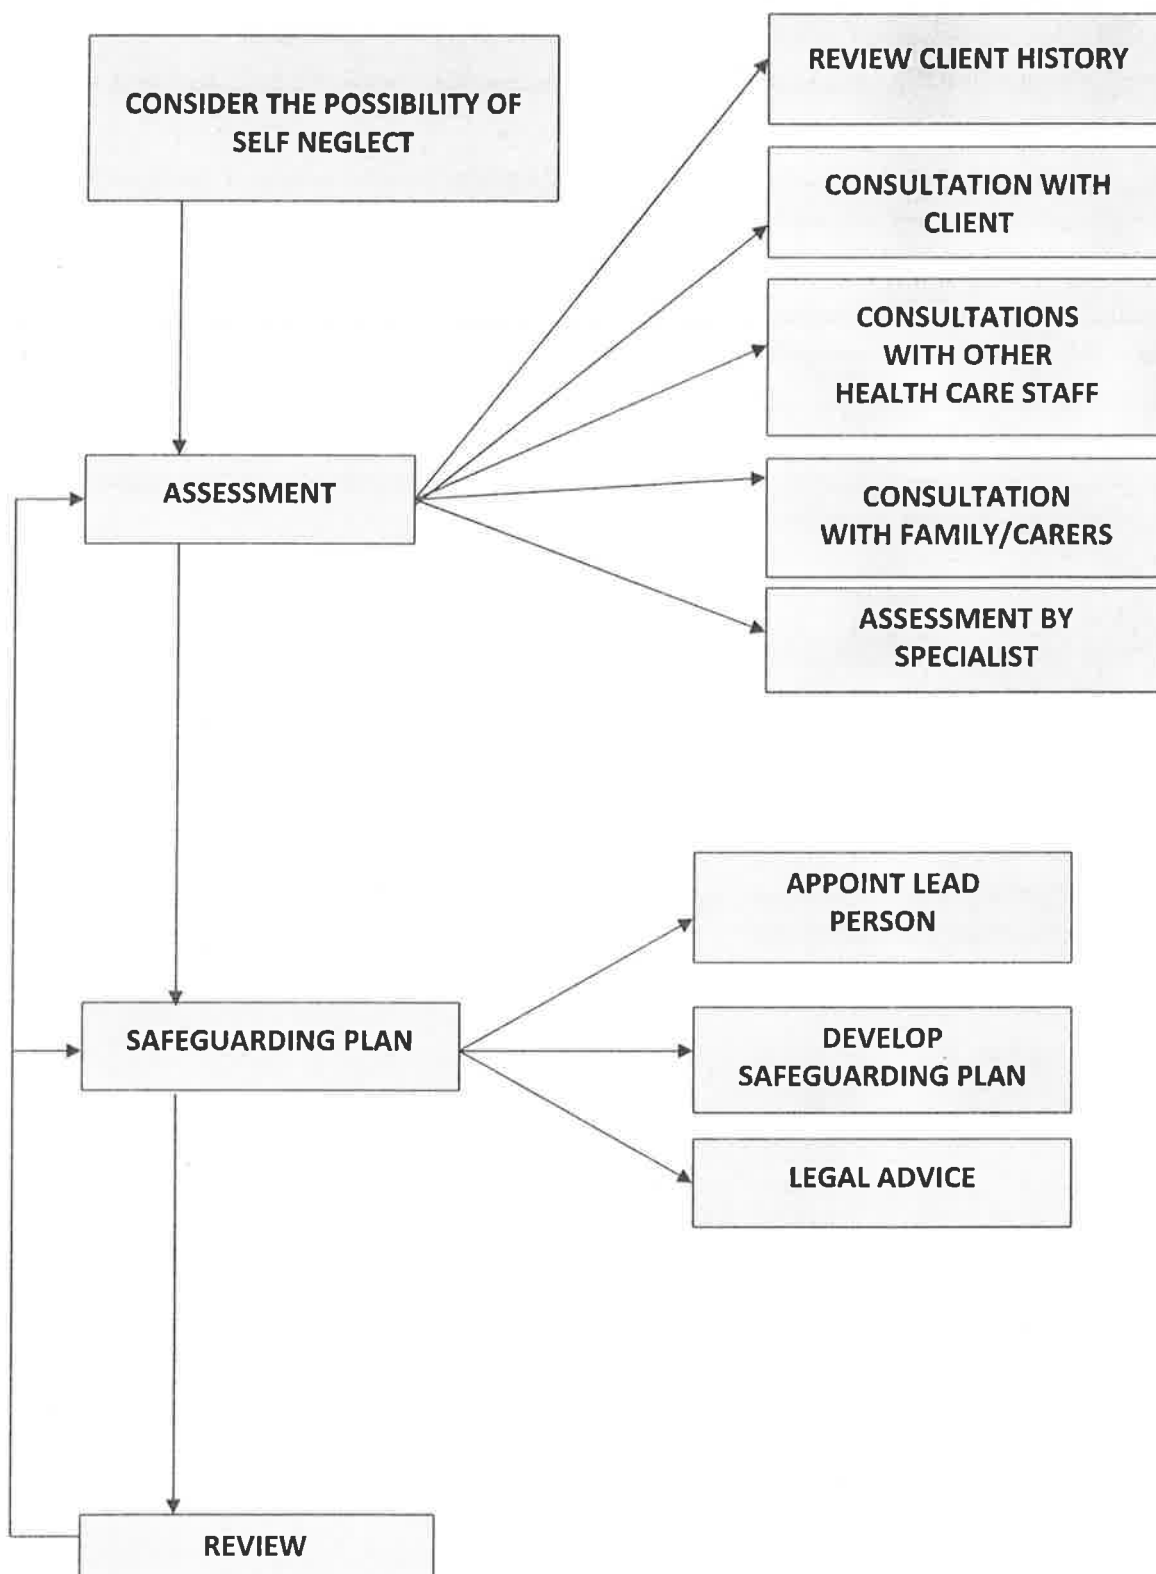 CONSIDER THE POSSIBILITY OF
SELF NEGLECT
REVIEW CLIENT HISTORY
CONSULTATION WITH
CLIENT
CONSULTATIONS
WITH OTHER
HEALTH CARE STAFF
ASSESSMENT
CONSULTATION
WITH FAMILY/CARERS
ASSESSMENT BY
SPECIALIST
APPOINT LEAD
PERSON
SAFEGUARDING PLAN
DEVELOP
SAFEGUARDING PLAN
LEGAL ADVICE
REVIEW